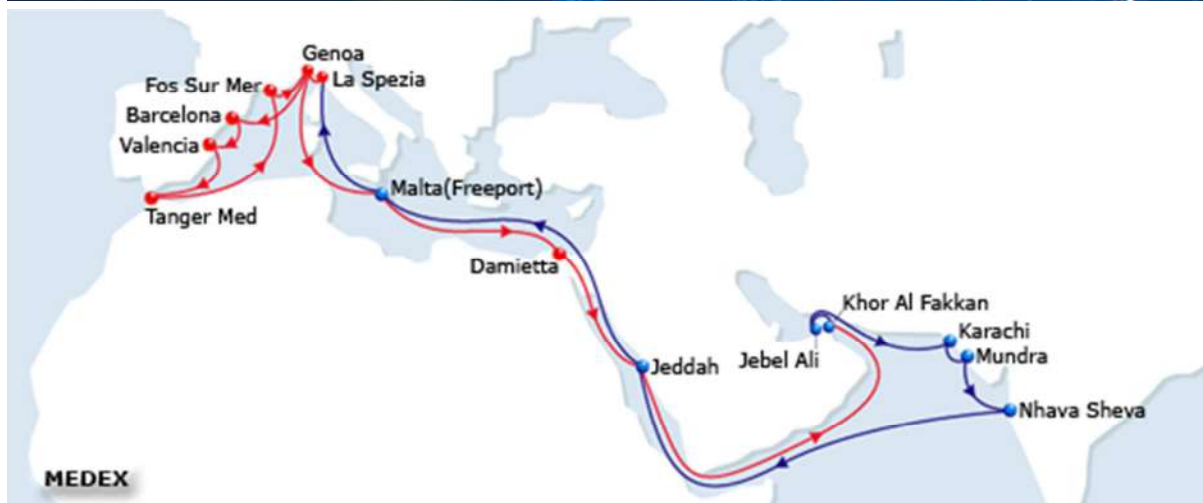 Genoa
La Spezia
Fos Sur Mer
Barcelona
Valencia
Tanger Med
Malta(Freeport)
Damietta
Jeddah
Khor Al Fakkan
Jebel Ali
Karachi
Mundra
Nhava Sheva
MEDEX